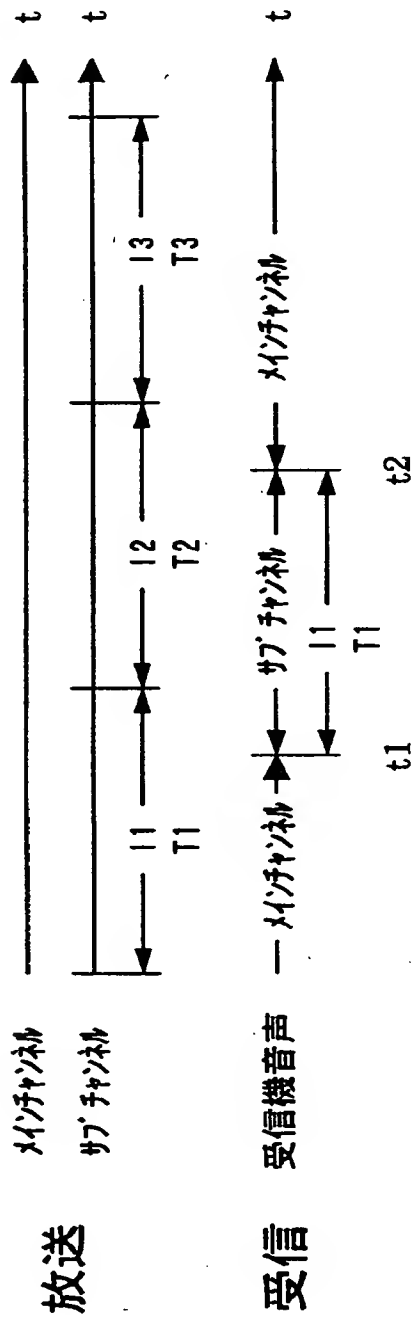 放送
メインチャンネル t
サブチャンネル t
I1 I2 I3
T1 T2 T3
受信 受信機音声
メインチャンネル サブチャンネル メインチャンネル
I1
T1
t1 t2